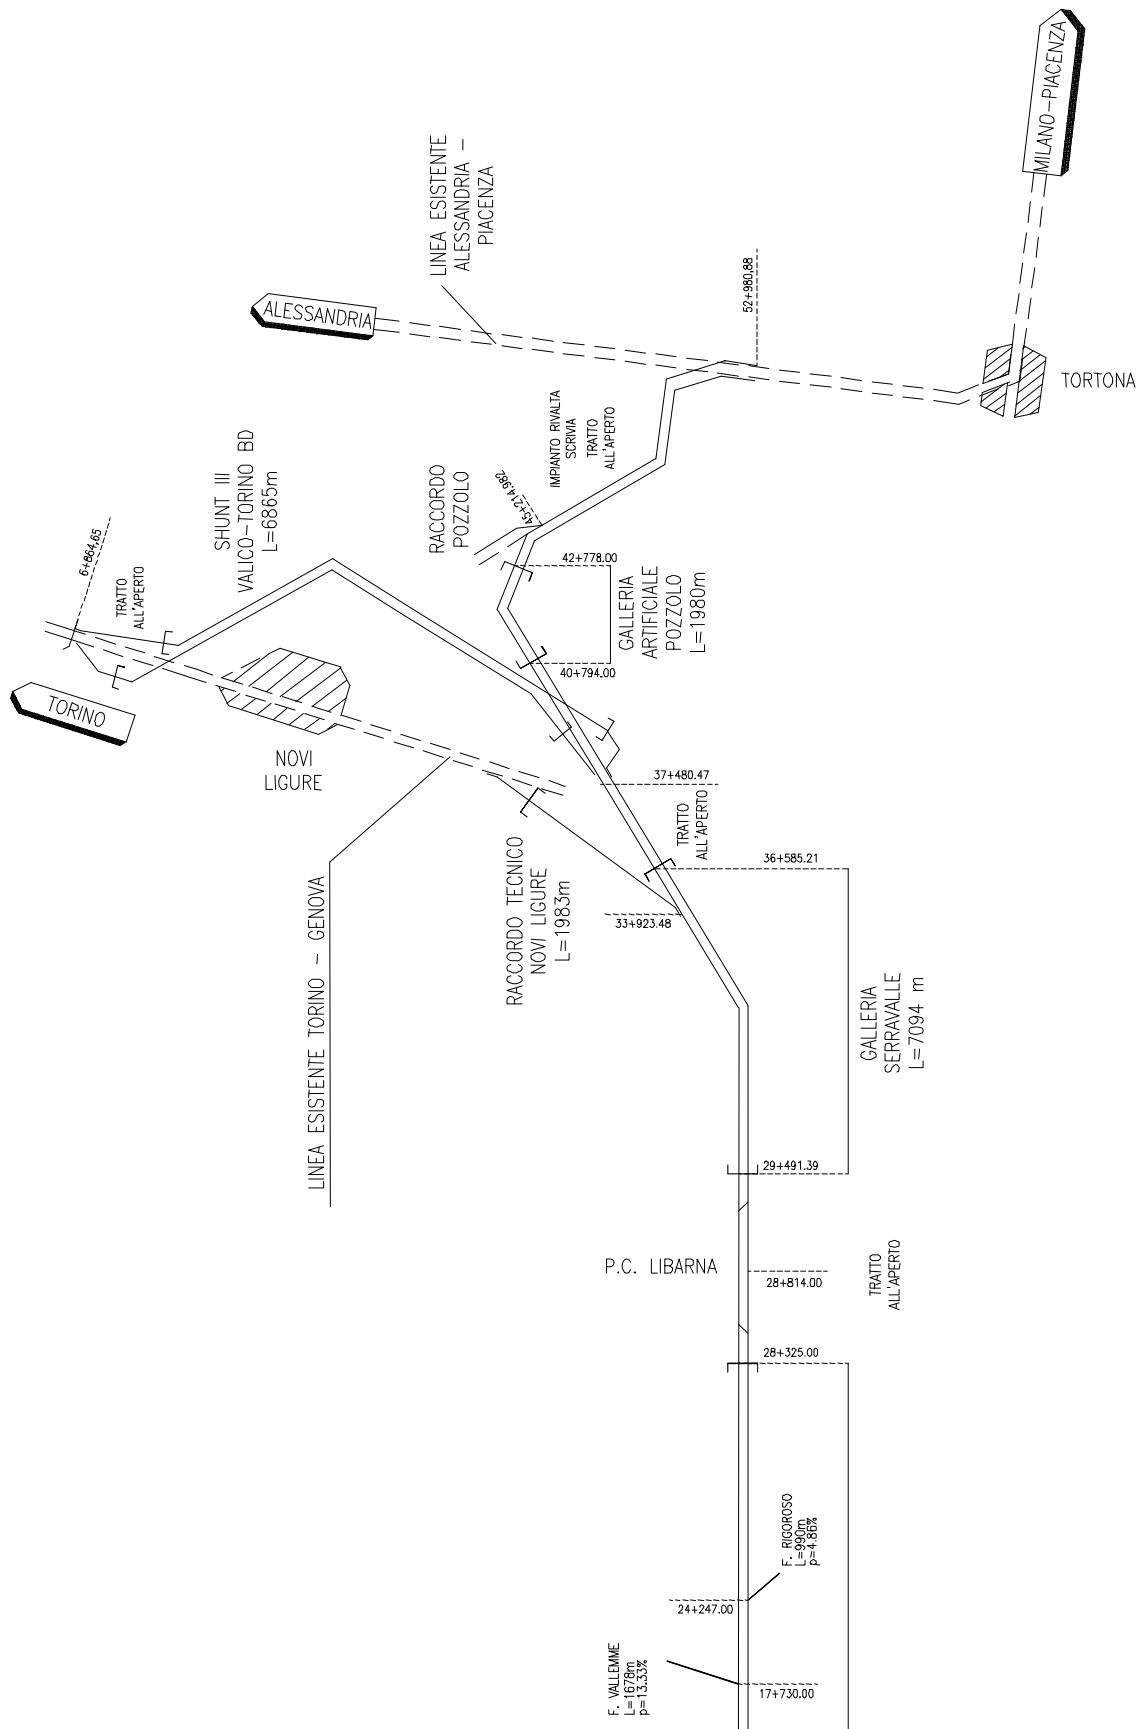 MILANO-PIACENZA
LINEA ESISTENTE
ALESSANDRIA -
PIACENZA
ALESSANDRIA
52+980,88
TORTONA
IMPIANTO RIVALTA
SCRIVIA
TRATTO
ALL'APERTO
SHUNT III
VALICO-TORINO BD
L=6865m
RACCORDO
POZZOLO
45+214,982
6+864,65
TRATTO
ALL'APERTO
42+778.00
GALLERIA
ARTIFICIALE
POZZOLO
L=1980m
40+794.00
TORINO
NOVI
LIGURE
37+480.47
TRATTO
ALL'APERTO
36+585.21
RACCORDO TECNICO
NOVI LIGURE
L=1983m
33+923.48
LINEA ESISTENTE TORINO - GENOVA
GALLERIA
SERRAVALLE
L=7094 m
29+491.39
P.C. LIBARNA
28+814.00
TRATTO
ALL'APERTO
28+325.00
F. RIGOROSO
L=990m
p=4.86%
24+247.00
F. VALLEMME
L=1678m
p=13.33%
17+730.00